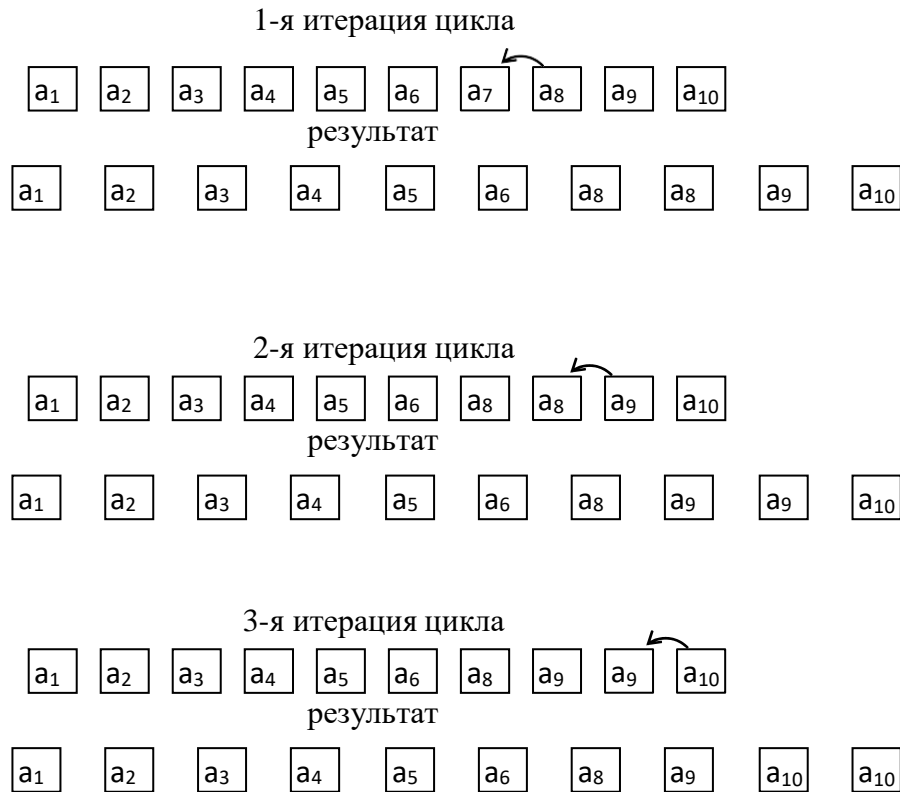 1-я итерация цикла
a₁ a₂ a₃ a₄ a₅ a₆ a₇ a₈ a₉ a₁₀
результат
a₁ a₂ a₃ a₄ a₅ a₆ a₈ a₈ a₉ a₁₀
2-я итерация цикла
a₁ a₂ a₃ a₄ a₅ a₆ a₈ a₈ a₉ a₁₀
результат
a₁ a₂ a₃ a₄ a₅ a₆ a₈ a₉ a₉ a₁₀
3-я итерация цикла
a₁ a₂ a₃ a₄ a₅ a₆ a₈ a₉ a₉ a₁₀
результат
a₁ a₂ a₃ a₄ a₅ a₆ a₈ a₉ a₁₀ a₁₀